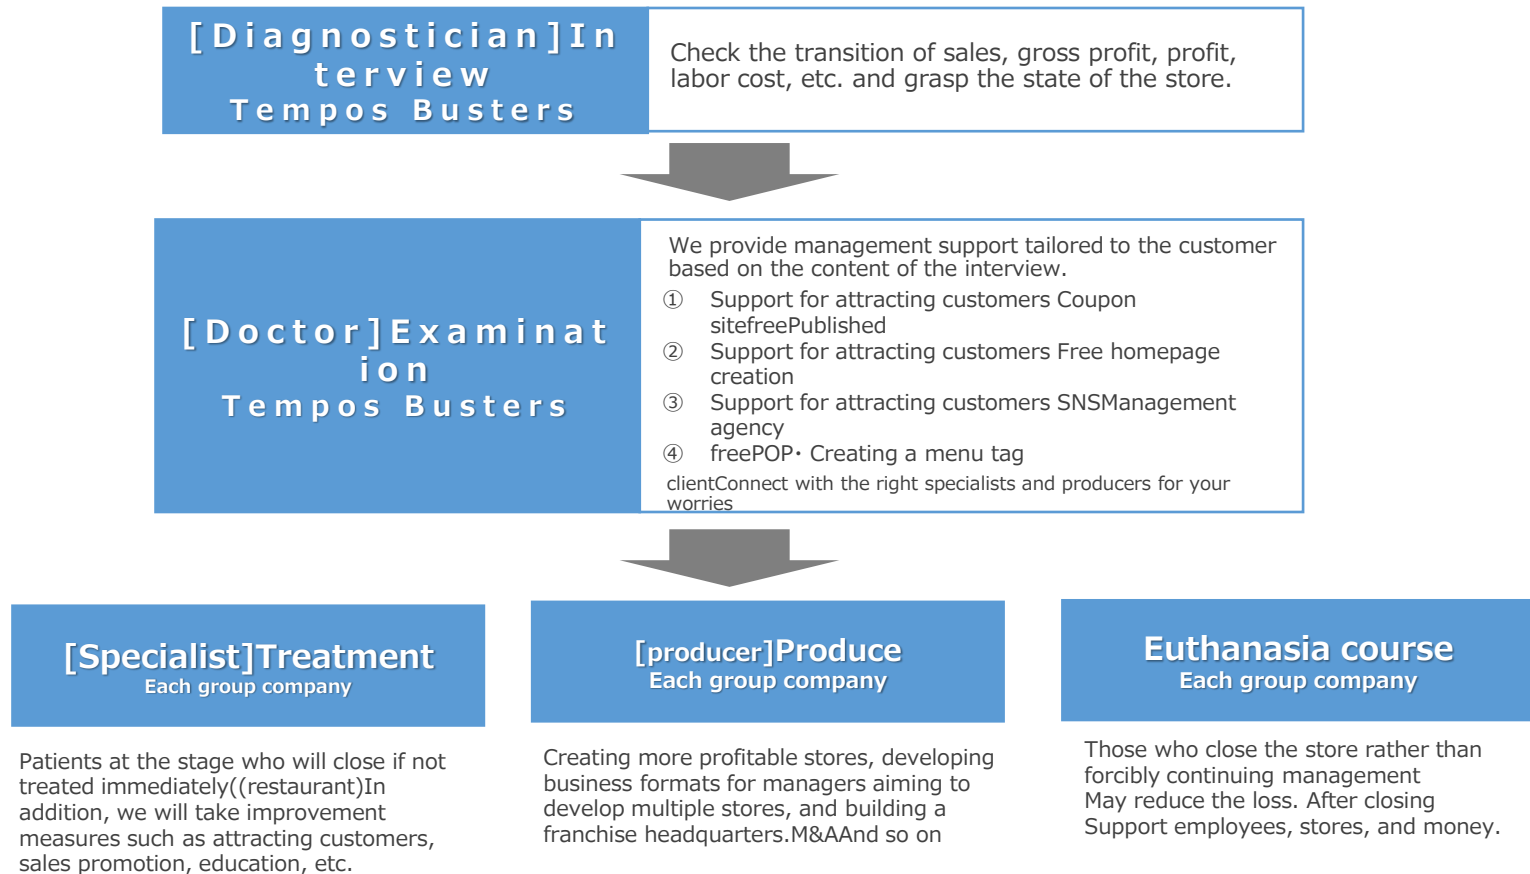 [Diagnostician]In
terview
Tempos Busters
Check the transition of sales, gross profit, profit,
labor cost, etc. and grasp the state of the store.
[Doctor]Examinat
ion
Tempos Busters
We provide management support tailored to the customer
based on the content of the interview.
① Support for attracting customers Coupon
sitefreePublished
② Support for attracting customers Free homepage
creation
③ Support for attracting customers SNSManagement
agency
④ freePOP・Creating a menu tag
clientConnect with the right specialists and producers for your
worries
[Specialist]Treatment
Each group company
Patients at the stage who will close if not
treated immediately((restaurant)In
addition, we will take improvement
measures such as attracting customers,
sales promotion, education, etc.
[producer]Produce
Each group company
Creating more profitable stores, developing
business formats for managers aiming to
develop multiple stores, and building a
franchise headquarters.M&AAnd so on
Euthanasia course
Each group company
Those who close the store rather than
forcibly continuing management
May reduce the loss. After closing
Support employees, stores, and money.